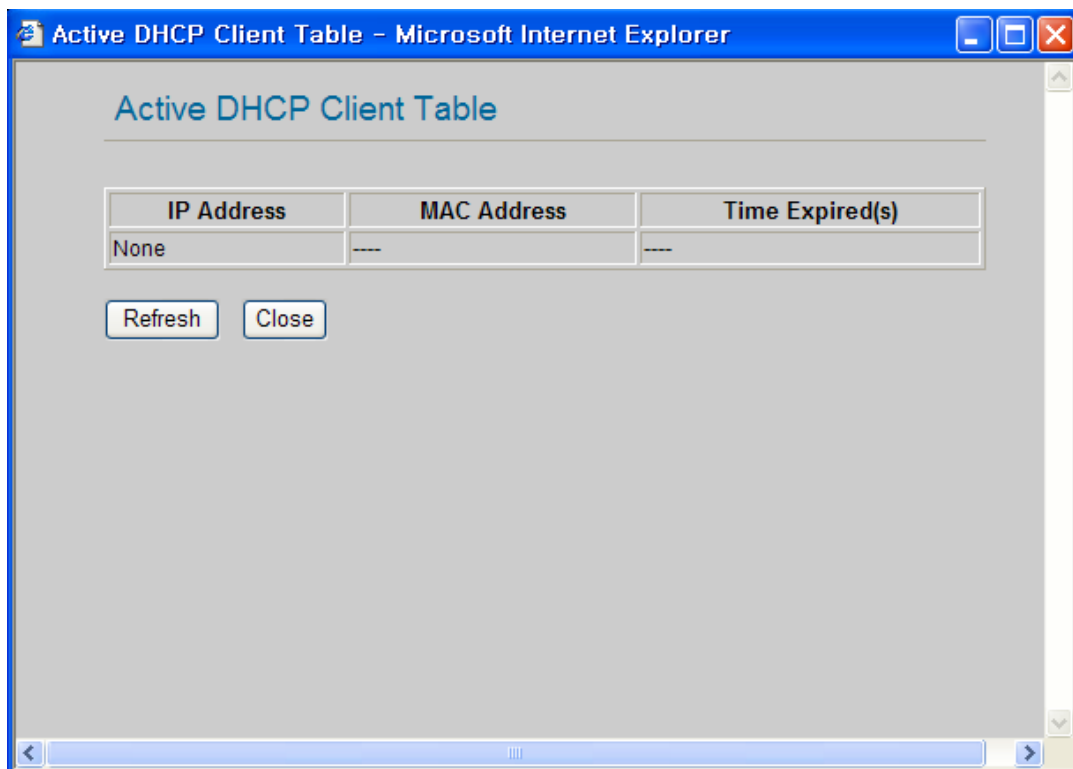 Active DHCP Client Table - Microsoft Internet Explorer
Active DHCP Client Table
IP Address MAC Address Time Expired(s)
None ---- ----
Refresh Close